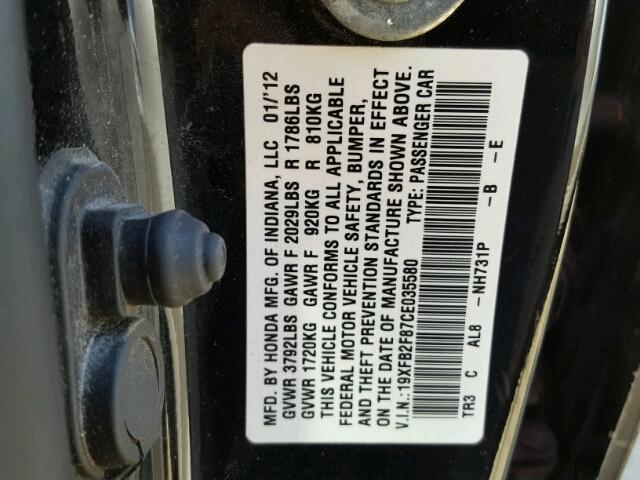 MFD. BY HONDA MFG. OF INDIANA, LLC 01/'12
GVWR 3792LBS GAWR F 2029LBS R 1786LBS
GVWR 1720KG GAWR F 920KG R 810KG
THIS VEHICLE CONFORMS TO ALL APPLICABLE
FEDERAL MOTOR VEHICLE SAFETY, BUMPER,
AND THEFT PREVENTION STANDARDS IN EFFECT
ON THE DATE OF MANUFACTURE SHOWN ABOVE.
V.I.N.: 19XFB2F87CE035580 TYPE: PASSENGER CAR
TR3 C AL8 -NH731P -B -E